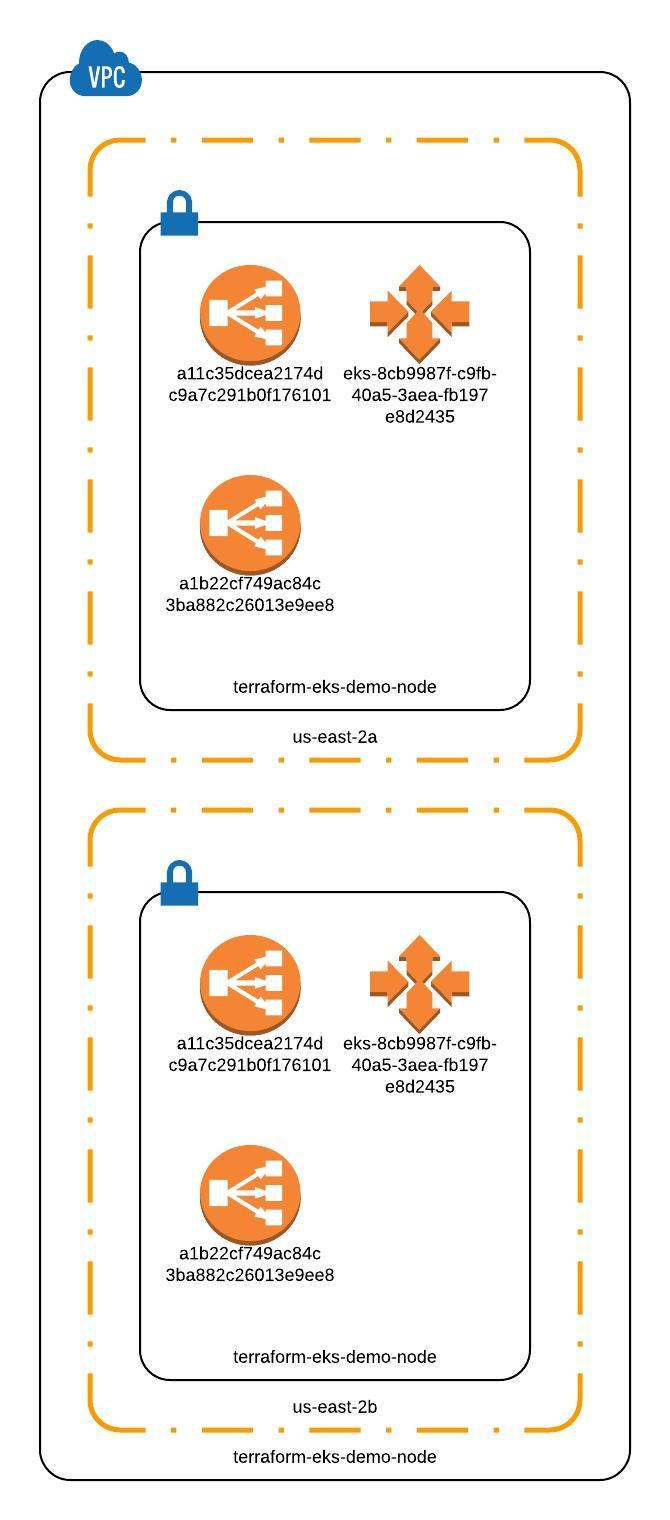 VPC
a11c35dcea2174d
c9a7c291b0f176101
eks-8cb9987f-c9fb-
40a5-3aea-fb197
e8d2435
a1b22cf749ac84c
3ba882c26013e9ee8
terraform-eks-demo-node
us-east-2a
a11c35dcea2174d
c9a7c291b0f176101
eks-8cb9987f-c9fb-
40a5-3aea-fb197
e8d2435
a1b22cf749ac84c
3ba882c26013e9ee8
terraform-eks-demo-node
us-east-2b
terraform-eks-demo-node